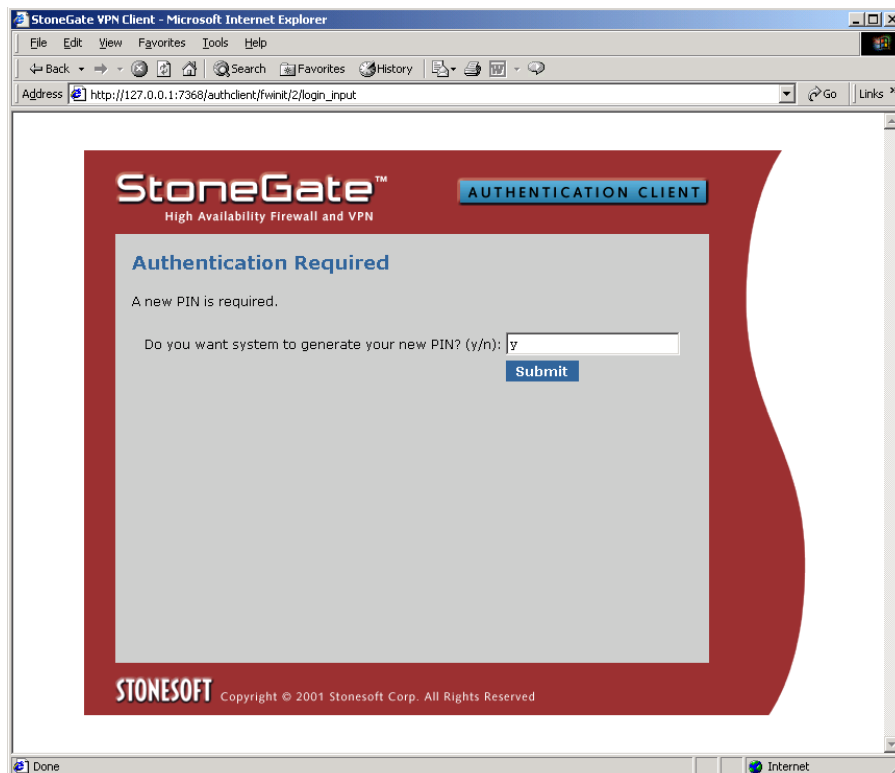 StoneGate VPN Client - Microsoft Internet Explorer
File Edit View Favorites Tools Help
Back Search Favorites History
Address http://127.0.0.1:7368/authclient/fwinit/2/login_input Go Links »
StoneGate™ AUTHENTICATION CLIENT
High Availability Firewall and VPN
Authentication Required
A new PIN is required.
Do you want system to generate your new PIN? (y/n): y
Submit
STONESOFT Copyright © 2001 Stonesoft Corp. All Rights Reserved
Done Internet